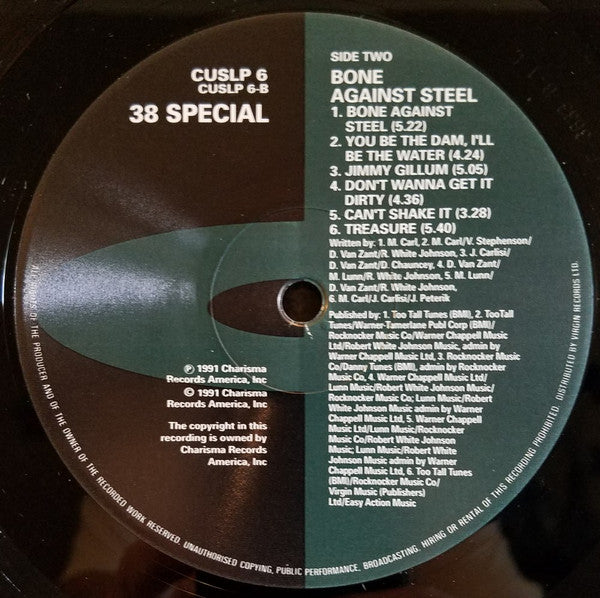 CUSLP 6
CUSLP 6-B
38 SPECIAL
SIDE TWO
BONE
AGAINST STEEL
1. BONE AGAINST
STEEL (5.22)
2. YOU BE THE DAM, I'LL
BE THE WATER (4.24)
3. JIMMY GILLUM (5.05)
4. DON'T WANNA GET IT
DIRTY (4.36)
5. CAN'T SHAKE IT (3.28)
6. TREASURE (5.40)
Written by: 1. M. Carl, 2. M. Carl/V. Stephenson/
D. Van Zant/R. White Johnson, 3. J. Carlisi/
D. Van Zant/D. Chauncey, 4. D. Van Zant/
M. Lunn/R. White Johnson, 5. M. Lunn/
D. Van Zant/R. White Johnson,
6. M. Carl/J. Carlisi/J. Peterik
Published by: 1. Too Tall Tunes (BMI), 2. TooTall
Tunes/Warner-Tamerlane Publ Corp (BMI)/
Rocknocker Music Co/Warner Chappell Music
Ltd/Robert White Johnson Music, admin by
Warner Chappell Music Ltd, 3. Rocknocker Music
Co/Danny Tunes (BMI), admin by Rocknocker
Music Co, 4. Warner Chappell Music Ltd/
Lunn Music/Robert White Johnson Music/
Rocknocker Music Co; Lunn Music/Robert
White Johnson Music admin by Warner
Chappell Music Ltd, 5. Warner Chappell
Music Ltd/Lunn Music/Rocknocker
Music Co/Robert White Johnson
Music; Lunn Music/Robert White
Johnson Music admin by Warner
Chappell Music Ltd, 6. Too Tall Tunes
(BMI)/Rocknocker Music Co/
Virgin Music (Publishers)
Ltd/Easy Action Music
℗ 1991 Charisma
Records America, Inc
© 1991 Charisma
Records America, Inc
The copyright in this
recording is owned by
Charisma Records
America, Inc
OF THE PRODUCER AND OF THE OWNER OF THE RECORDED WORK RESERVED. UNAUTHORISED COPYING, PUBLIC PERFORMANCE, BROADCASTING, HIRING OR RENTAL OF THIS RECORDING PROHIBITED. DISTRIBUTED BY VIRGIN RECORDS LTD.